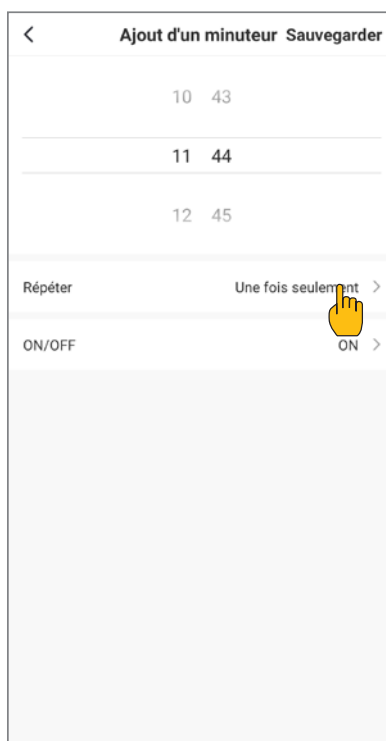 Ajout d'un minuteur Sauvegarder
10 43
11 44
12 45
Répéter Une fois seulement
ON/OFF ON